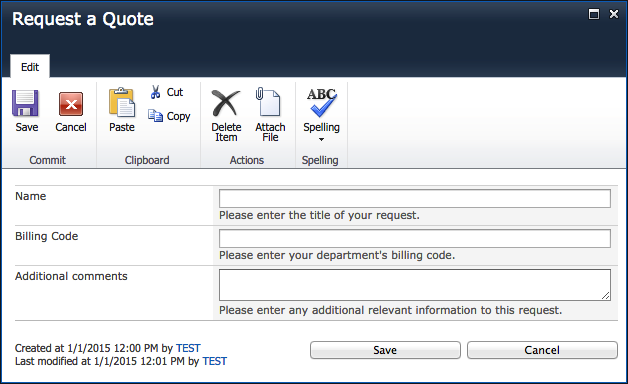 Request a Quote
Edit
Save
Cancel
Paste
Cut
Copy
Delete
Item
Attach
File
ABC
Spelling
Commit
Clipboard
Actions
Spelling
Name
Please enter the title of your request.
Billing Code
Please enter your department's billing code.
Additional comments
Please enter any additional relevant information to this request.
Created at 1/1/2015 12:00 PM by TEST
Last modified at 1/1/2015 12:01 PM by TEST
Save
Cancel